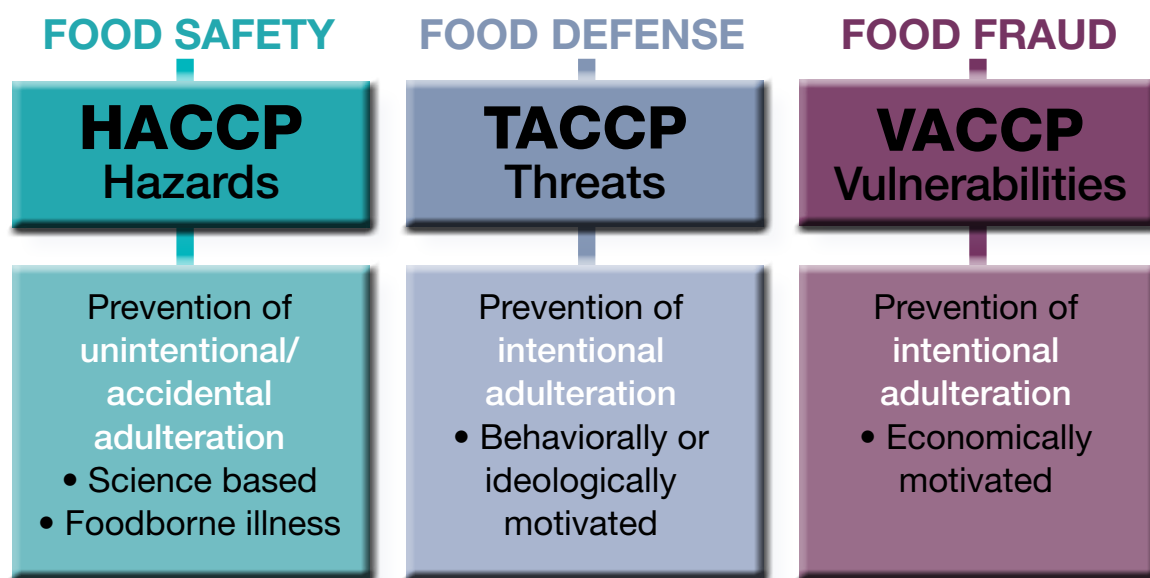 FOOD SAFETY
HACCP
Hazards
Prevention of
unintentional/
accidental
adulteration
• Science based
• Foodborne illness
FOOD DEFENSE
TACCP
Threats
Prevention of
intentional
adulteration
• Behaviorally or
ideologically
motivated
FOOD FRAUD
VACCP
Vulnerabilities
Prevention of
intentional
adulteration
• Economically
motivated